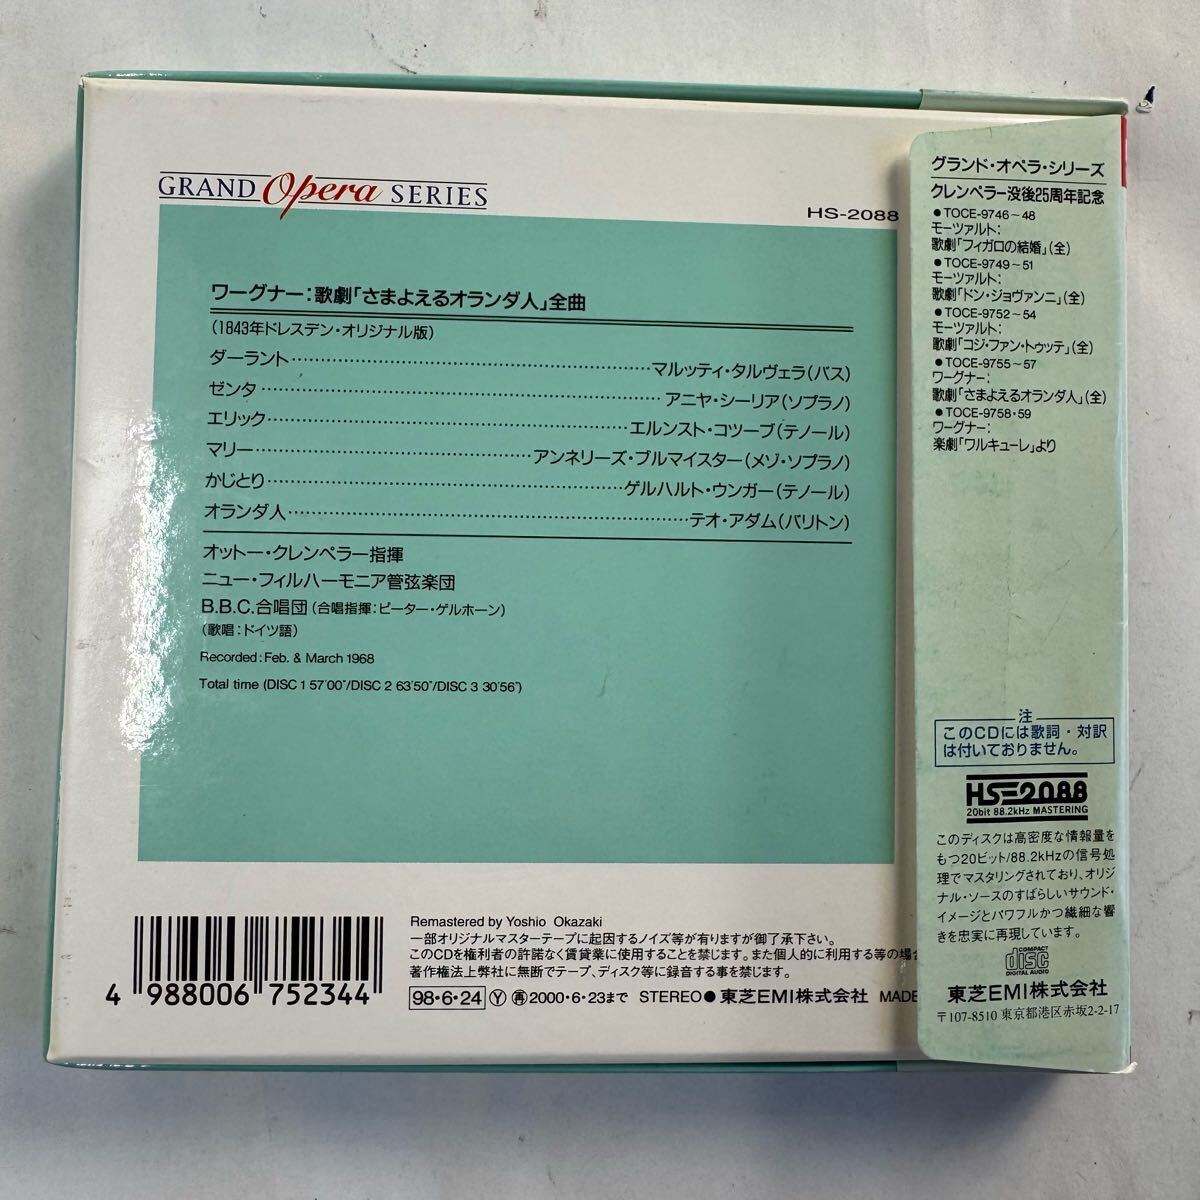 GRAND Opera SERIES
HS-2088
ワーグナー:歌劇「さまよえるオランダ人」全曲
(1843年ドレスデン・オリジナル版)
ダーラント……マルッティ・タルヴェラ(バス)
ゼンタ……アニヤ・シーリア(ソプラノ)
エリック……エルンスト・コツーブ(テノール)
マリー……アンネリーズ・ブルマイスター(メゾ・ソプラノ)
かじとり……ゲルハルト・ウンガー(テノール)
オランダ人……テオ・アダム(バリトン)
オットー・クレンペラー指揮
ニュー・フィルハーモニア管弦楽団
B.B.C.合唱団(合唱指揮:ピーター・ゲルホーン)
(歌唱:ドイツ語)
Recorded: Feb. & March 1968
Total time (DISC 1 57'00"/DISC 2 63'50"/DISC 3 30'56")
4 988006 752344
Remastered by Yoshio Okazaki
一部オリジナルマスターテープに起因するノイズ等が有りますが御了承下さい。
このCDを権利者の許諾なく賃貸業に使用することを禁じます。また個人的に利用する等の場合
著作権法上弊社に無断でテープ、ディスク等に録音する事を禁じます。
98・6・24 Ⓨ 再 2000・6・23まで STEREO● 東芝EMI株式会社 MADE
グランド・オペラ・シリーズ
クレンペラー没後25周年記念
●TOCE-9746～48
モーツァルト:
歌劇「フィガロの結婚」(全)
●TOCE-9749～51
モーツァルト:
歌劇「ドン・ジョヴァンニ」(全)
●TOCE-9752～54
モーツァルト:
歌劇「コジ・ファン・トゥッテ」(全)
●TOCE-9755～57
ワーグナー:
歌劇「さまよえるオランダ人」(全)
●TOCE-9758・59
ワーグナー:
楽劇「ワルキューレ」より
注
このCDには歌詞・対訳
は付いておりません。
HS-2088
20bit 88.2kHz MASTERING
このディスクは高密度な情報量を
もつ20ビット/88.2kHzの信号処
理でマスタリングされており、オリジ
ナル・ソースのすばらしいサウンド・
イメージとパワフルかつ繊細な響
きを忠実に再現しています。
COMPACT
disc
DIGITAL AUDIO
東芝EMI株式会社
〒107-8510 東京都港区赤坂2-2-17